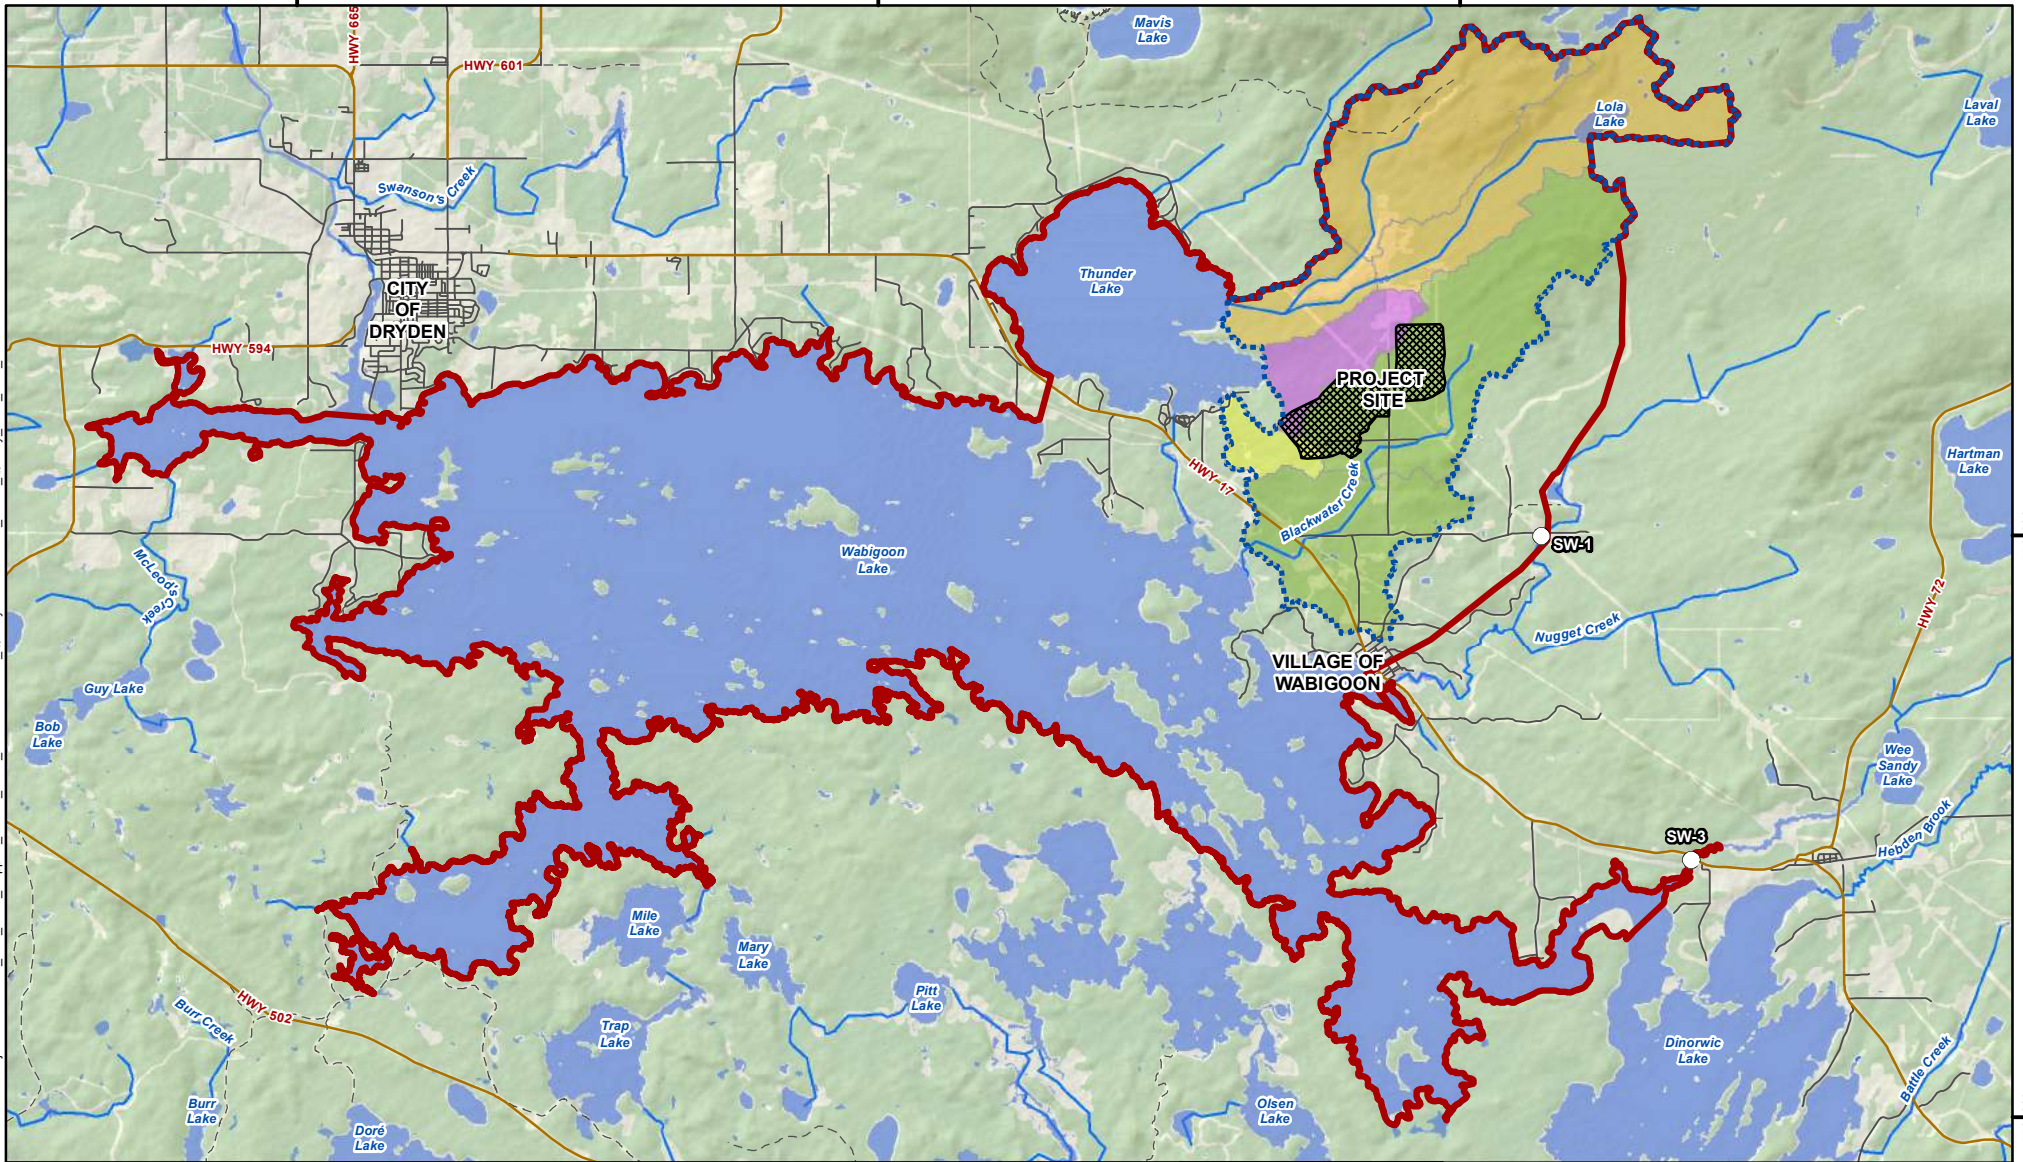 Mavis
Lake
HWY 665
HWY 601
Lola
Lake
Laval
Lake
Swanson's Creek
Thunder
Lake
CITY
OF
DRYDEN
HWY 594
PROJECT
SITE
HWY 17
Blackwater Creek
Hartman
Lake
SW-1
Wabigoon
Lake
McLeod's Creek
HWY 72
Nugget Creek
VILLAGE OF
WABIGOON
Guy Lake
Bob
Lake
Wee
Sandy
Lake
SW-3
Hebden Brook
Mile
Lake
Mary
Lake
Pitt
Lake
HWY 502
Burr Creek
Trap
Lake
Dinorwic
Lake
Battle Creek
Burr
Lake
Doré
Lake
Olsen
Lake